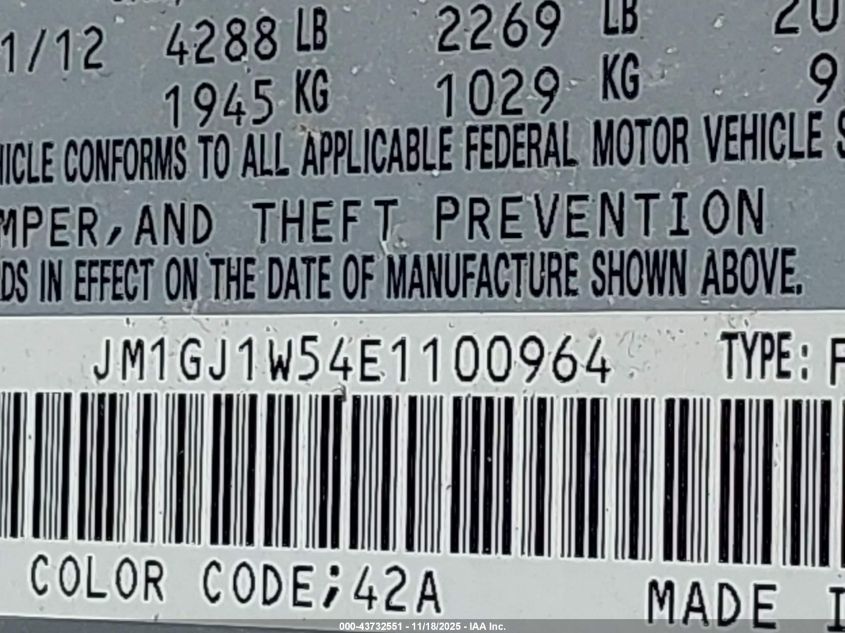 1/12 4288 LB 2269 LB 20
1945 KG 1029 KG 9
HICLE CONFORMS TO ALL APPLICABLE FEDERAL MOTOR VEHICLE S
MPER, AND THEFT PREVENTION
DS IN EFFECT ON THE DATE OF MANUFACTURE SHOWN ABOVE.
JM1GJ1W54E1100964 TYPE: P
COLOR CODE;42A
MADE I
000-43732551 - 11/18/2025 - IAA Inc.